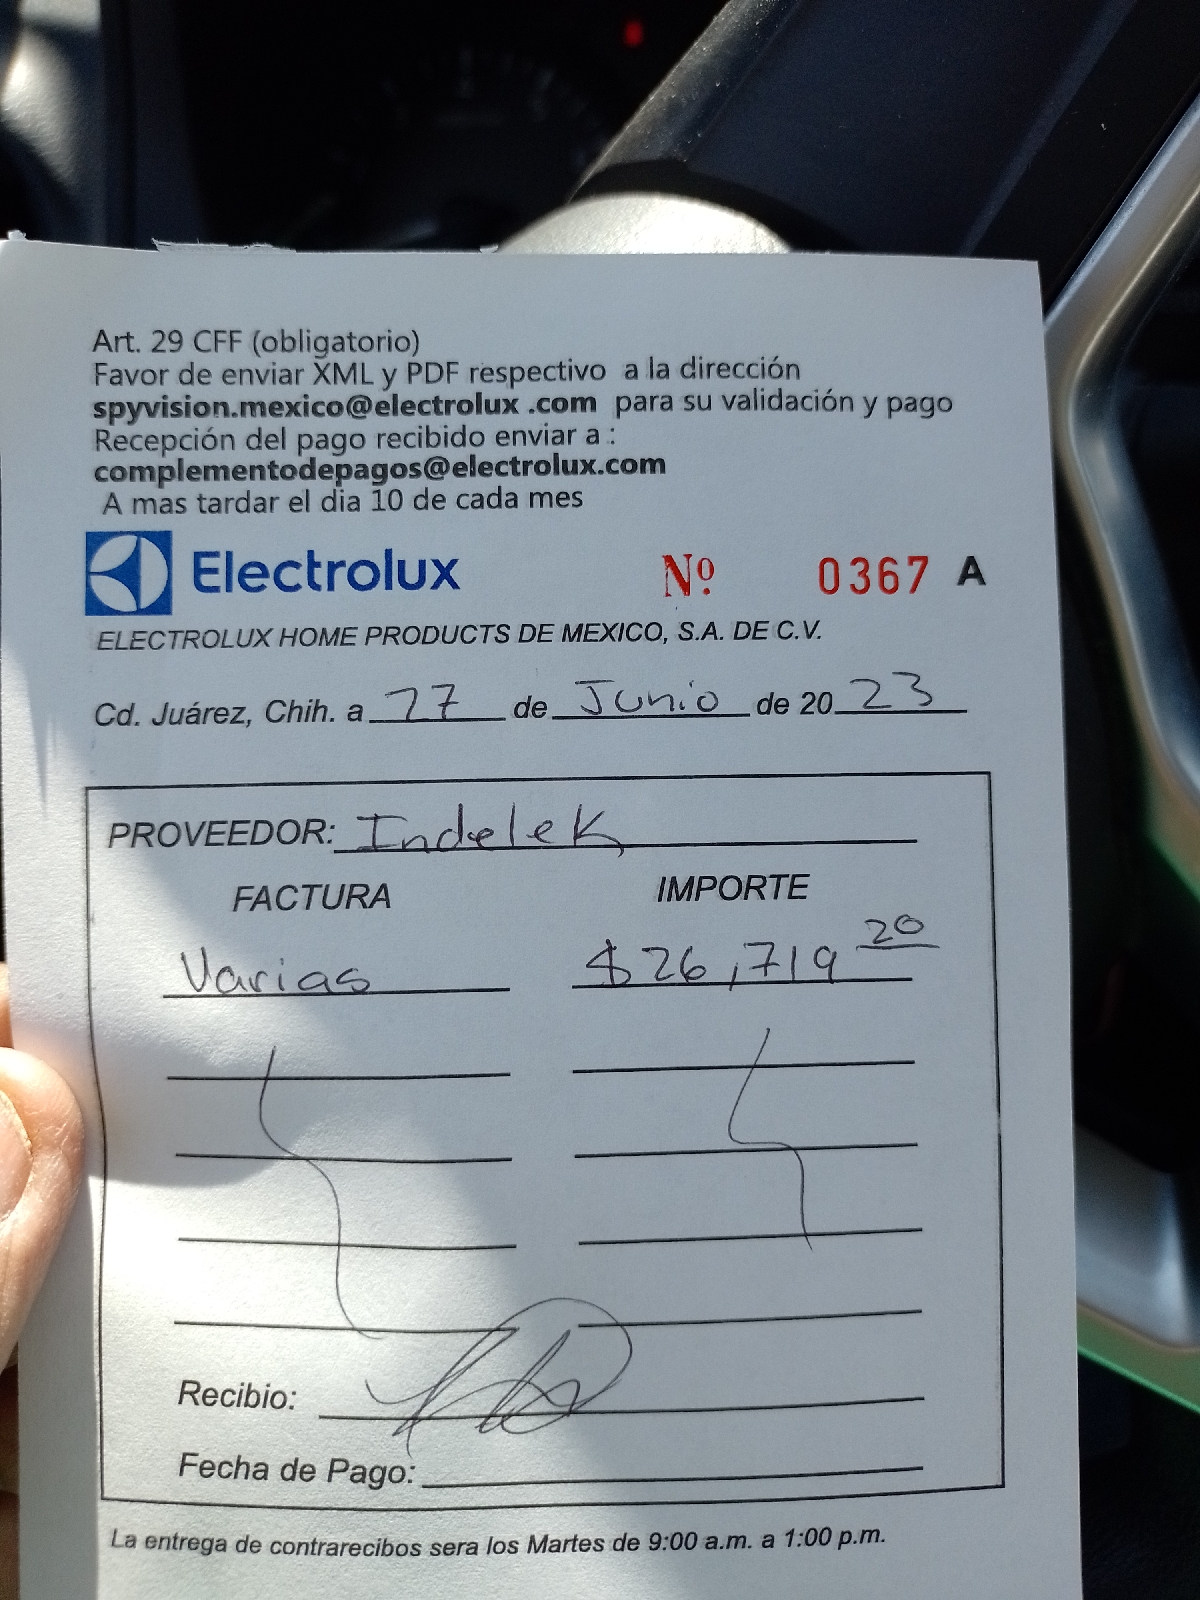 Art. 29 CFF (obligatorio)
Favor de enviar XML y PDF respectivo a la dirección
spyvision.mexico@electrolux .com para su validación y pago
Recepción del pago recibido enviar a :
complementodepagos@electrolux.com
A mas tardar el dia 10 de cada mes
Electrolux Nº 0367 A
ELECTROLUX HOME PRODUCTS DE MEXICO, S.A. DE C.V.
Cd. Juárez, Chih. a 27 de Junio de 20 23
PROVEEDOR: Indelek
FACTURA IMPORTE
Varias $26,719 20
Recibio:
Fecha de Pago:
La entrega de contrarecibos sera los Martes de 9:00 a.m. a 1:00 p.m.